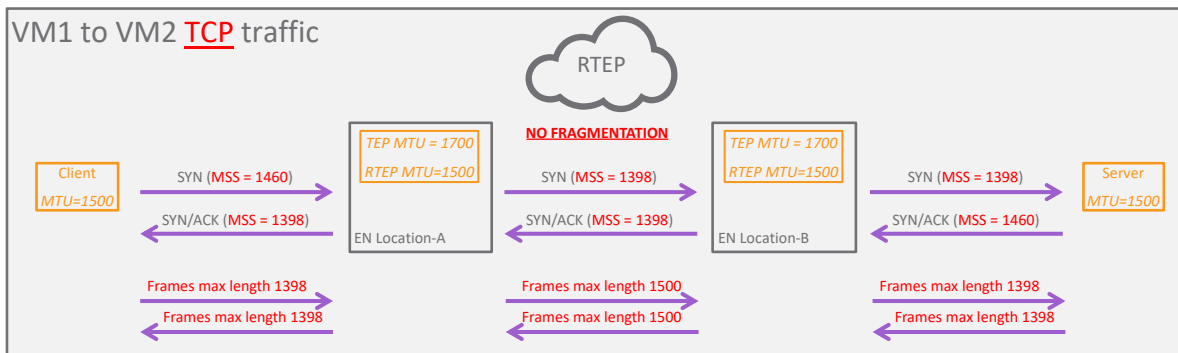 VM1 to VM2 TCP traffic
RTEP
NO FRAGMENTATION
Client
MTU=1500
SYN (MSS = 1460)
SYN/ACK (MSS = 1398)
TEP MTU = 1700
RTEP MTU=1500
EN Location-A
SYN (MSS = 1398)
SYN/ACK (MSS = 1398)
TEP MTU = 1700
RTEP MTU=1500
EN Location-B
SYN (MSS = 1398)
SYN/ACK (MSS = 1460)
Server
MTU=1500
Frames max length 1398
Frames max length 1500
Frames max length 1398
Frames max length 1398
Frames max length 1500
Frames max length 1398